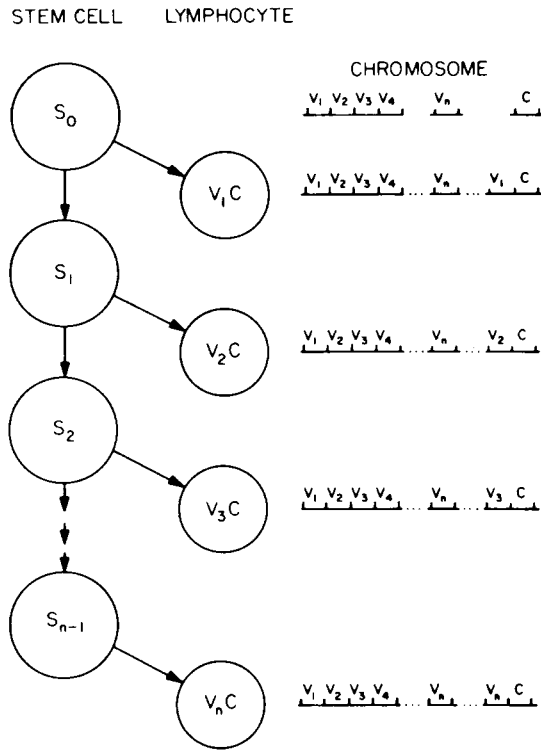 STEM CELL LYMPHOCYTE
CHROMOSOME
S₀ V₁ V₂ V₃ V₄ Vₙ C
V₁C V₁ V₂ V₃ V₄ ... Vₙ ... V₁ C
S₁
V₂C V₁ V₂ V₃ V₄ ... Vₙ ... V₂ C
S₂
V₃C V₁ V₂ V₃ V₄ ... Vₙ ... V₃ C
Sₙ₋₁
VₙC V₁ V₂ V₃ V₄ ... Vₙ ... Vₙ C